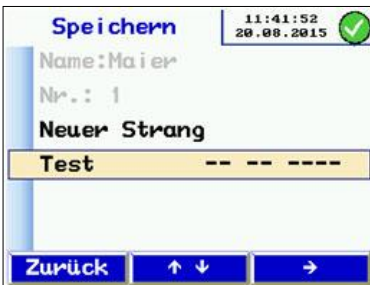 Speichern
11:41:52
20.08.2015
Name:Maier
Nr.: 1
Neuer Strang
Test -- -- ----
Zurück ↑ ↓ →